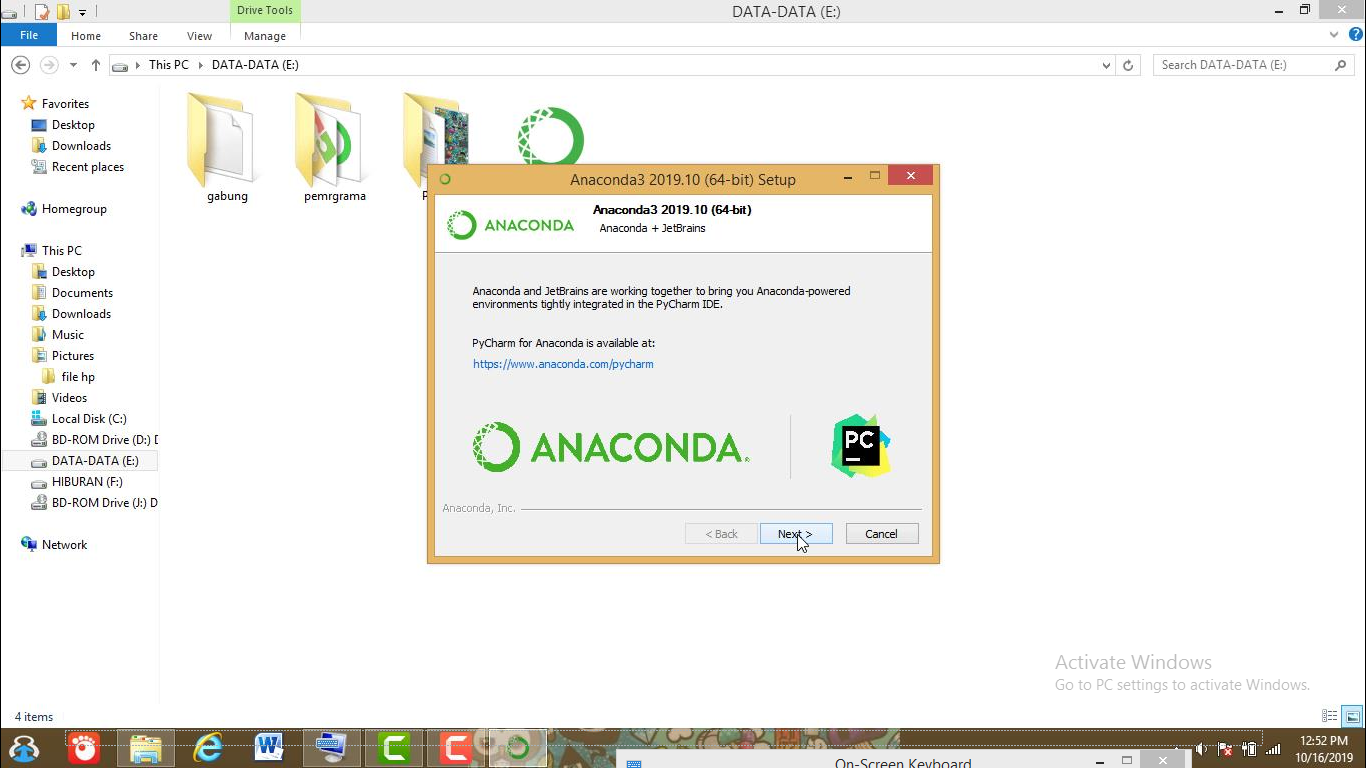 Drive Tools
DATA-DATA (E:)
File Home Share View Manage
This PC DATA-DATA (E:)
Search DATA-DATA (E:)
Favorites
Desktop
Downloads
Recent places
Homegroup
This PC
Desktop
Documents
Downloads
Music
Pictures
file hp
Videos
Local Disk (C:)
BD-ROM Drive (D:)
DATA-DATA (E:)
HIBURAN (F:)
BD-ROM Drive (J:) D
Network
gabung
pemrgrama
P
Anaconda3 2019.10 (64-bit) Setup
ANACONDA
Anaconda3 2019.10 (64-bit)
Anaconda + JetBrains
Anaconda and JetBrains are working together to bring you Anaconda-powered
environments tightly integrated in the PyCharm IDE.
PyCharm for Anaconda is available at:
https://www.anaconda.com/pycharm
ANACONDA®
PC
Anaconda, Inc.
< Back Next > Cancel
Activate Windows
Go to PC settings to activate Windows.
4 items
On-Screen Keyboard
12:52 PM
10/16/2019